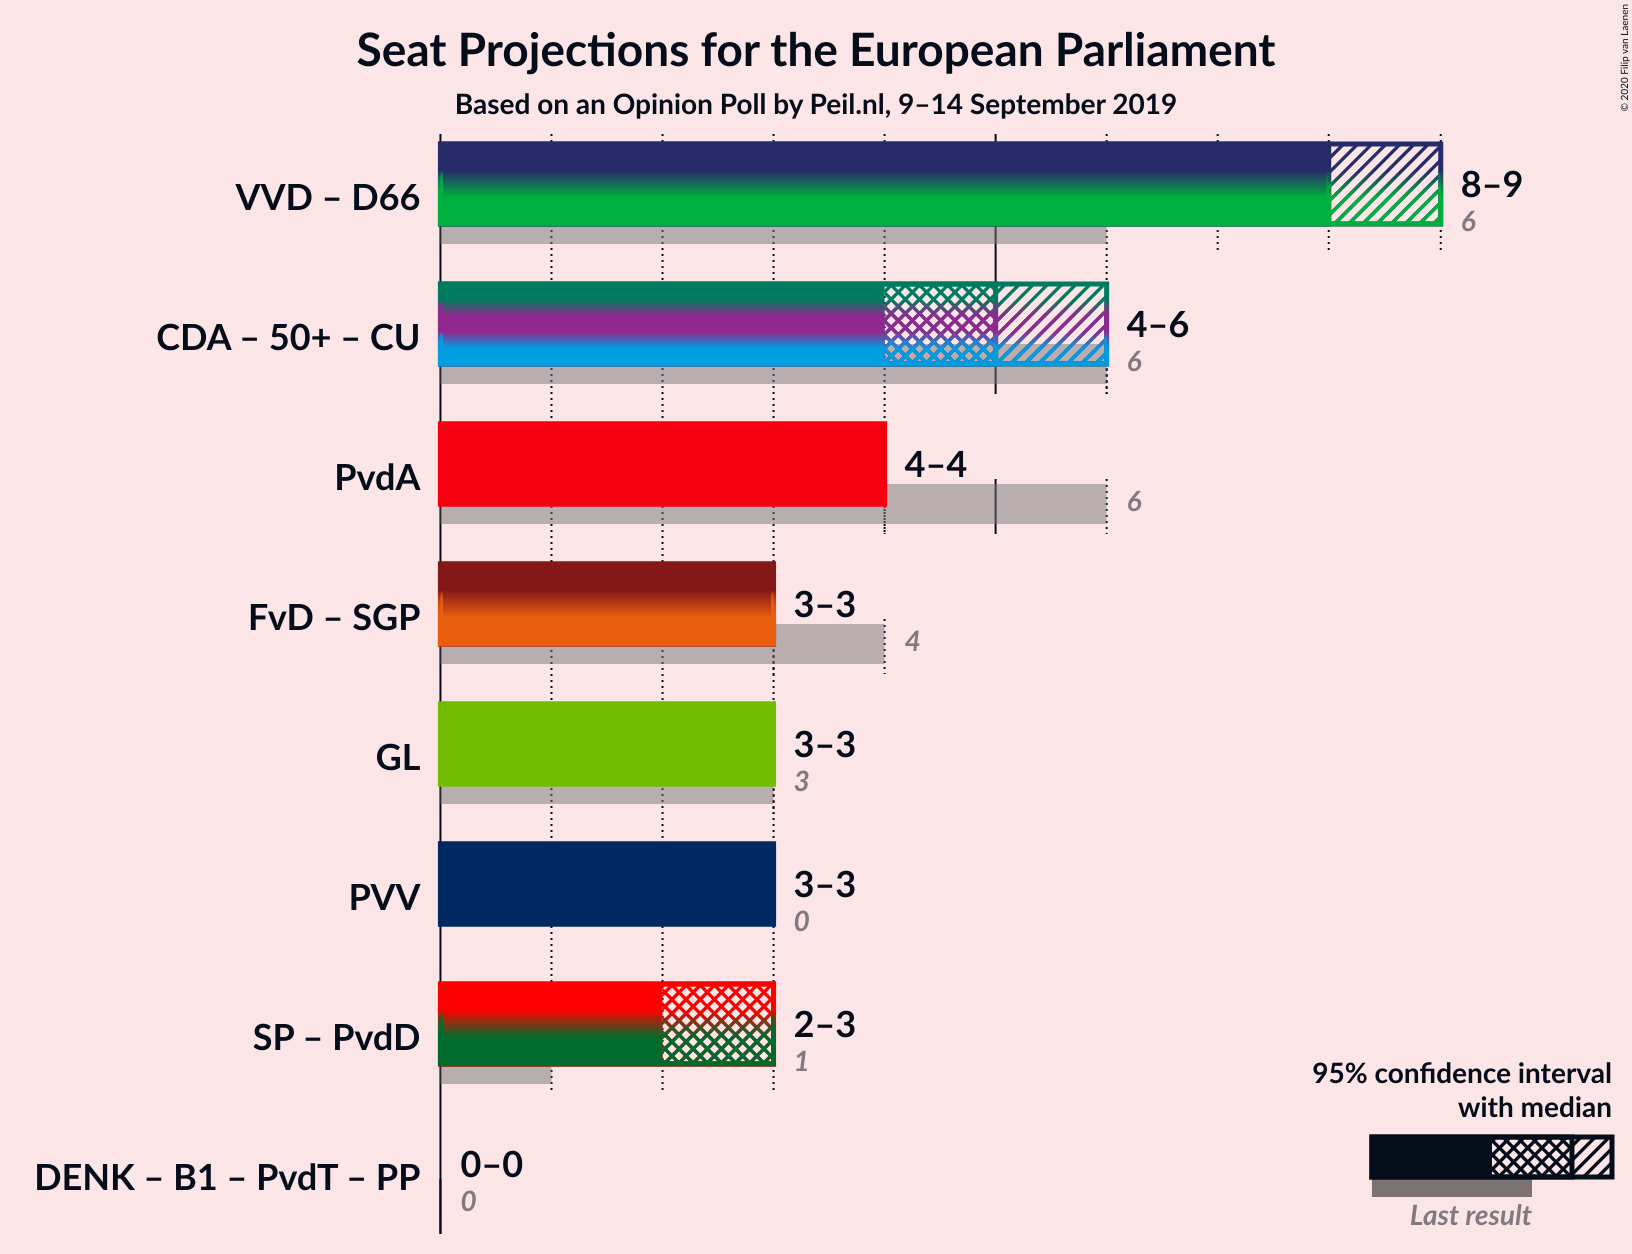 Seat Projections for the European Parliament
Based on an Opinion Poll by Peil.nl, 9–14 September 2019
© 2020 Filip van Laenen
VVD – D66
8–9
6
CDA – 50+ – CU
4–6
6
PvdA
4–4
6
FvD – SGP
3–3
4
GL
3–3
3
PVV
3–3
0
SP – PvdD
2–3
1
DENK – B1 – PvdT – PP
0–0
0
95% confidence interval
with median
Last result